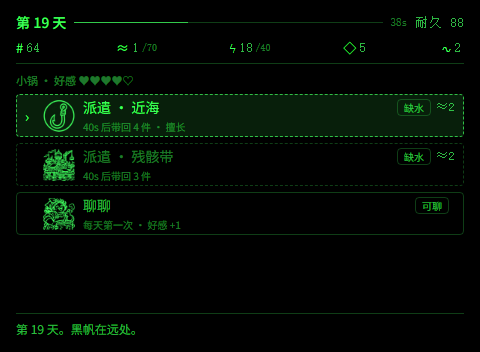 第 19 天 38s 耐久 88
# 64 ≈ 1 /70 ϟ 18 /40 ◇ 5 ∿ 2
小锅 · 好感 ♥♥♥♥♡
› 派遣 · 近海 缺水 ≈2
40s 后带回 4 件 · 擅长
派遣 · 残骸带 缺水 ≈2
40s 后带回 3 件
聊聊 可聊
每天第一次 · 好感 +1
第 19 天。黑帆在远处。